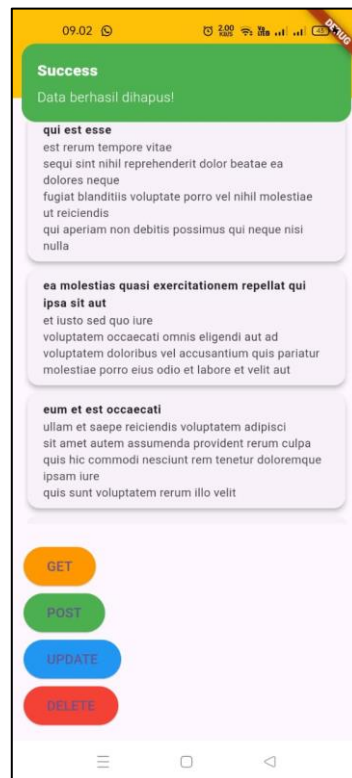 09.02
2.00
KB/S
48
DEBUG
Success
Data berhasil dihapus!
qui est esse
est rerum tempore vitae
sequi sint nihil reprehenderit dolor beatae ea
dolores neque
fugiat blanditiis voluptate porro vel nihil molestiae
ut reiciendis
qui aperiam non debitis possimus qui neque nisi
nulla
ea molestias quasi exercitationem repellat qui
ipsa sit aut
et iusto sed quo iure
voluptatem occaecati omnis eligendi aut ad
voluptatem doloribus vel accusantium quis pariatur
molestiae porro eius odio et labore et velit aut
eum et est occaecati
ullam et saepe reiciendis voluptatem adipisci
sit amet autem assumenda provident rerum culpa
quis hic commodi nesciunt rem tenetur doloremque
ipsam iure
quis sunt voluptatem rerum illo velit
GET
POST
UPDATE
DELETE